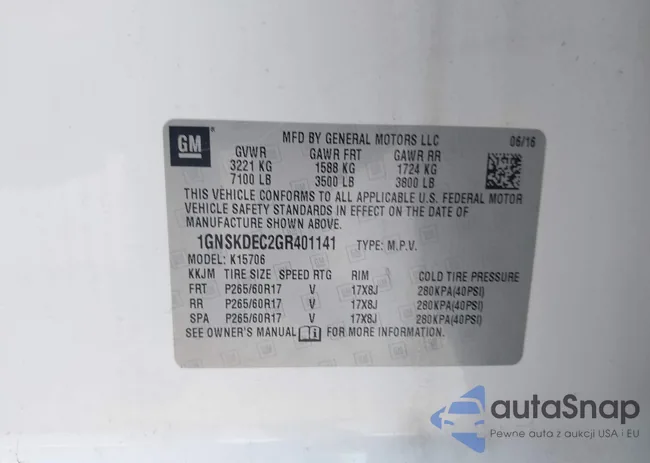 GM
MFD BY GENERAL MOTORS LLC 06/16
GVWR GAWR FRT GAWR RR
3221 KG 1588 KG 1724 KG
7100 LB 3500 LB 3800 LB
THIS VEHICLE CONFORMS TO ALL APPLICABLE U.S. FEDERAL MOTOR
VEHICLE SAFETY STANDARDS IN EFFECT ON THE DATE OF
MANUFACTURE SHOWN ABOVE.
1GNSKDEC2GR401141 TYPE: M.P.V.
MODEL: K15706
KKJM TIRE SIZE SPEED RTG RIM COLD TIRE PRESSURE
FRT P265/60R17 V 17X8J 280KPA(40PSI)
RR P265/60R17 V 17X8J 280KPA(40PSI)
SPA P265/60R17 V 17X8J 280KPA(40PSI)
SEE OWNER'S MANUAL FOR MORE INFORMATION.
autaSnap
Pewne auta z aukcji USA i EU